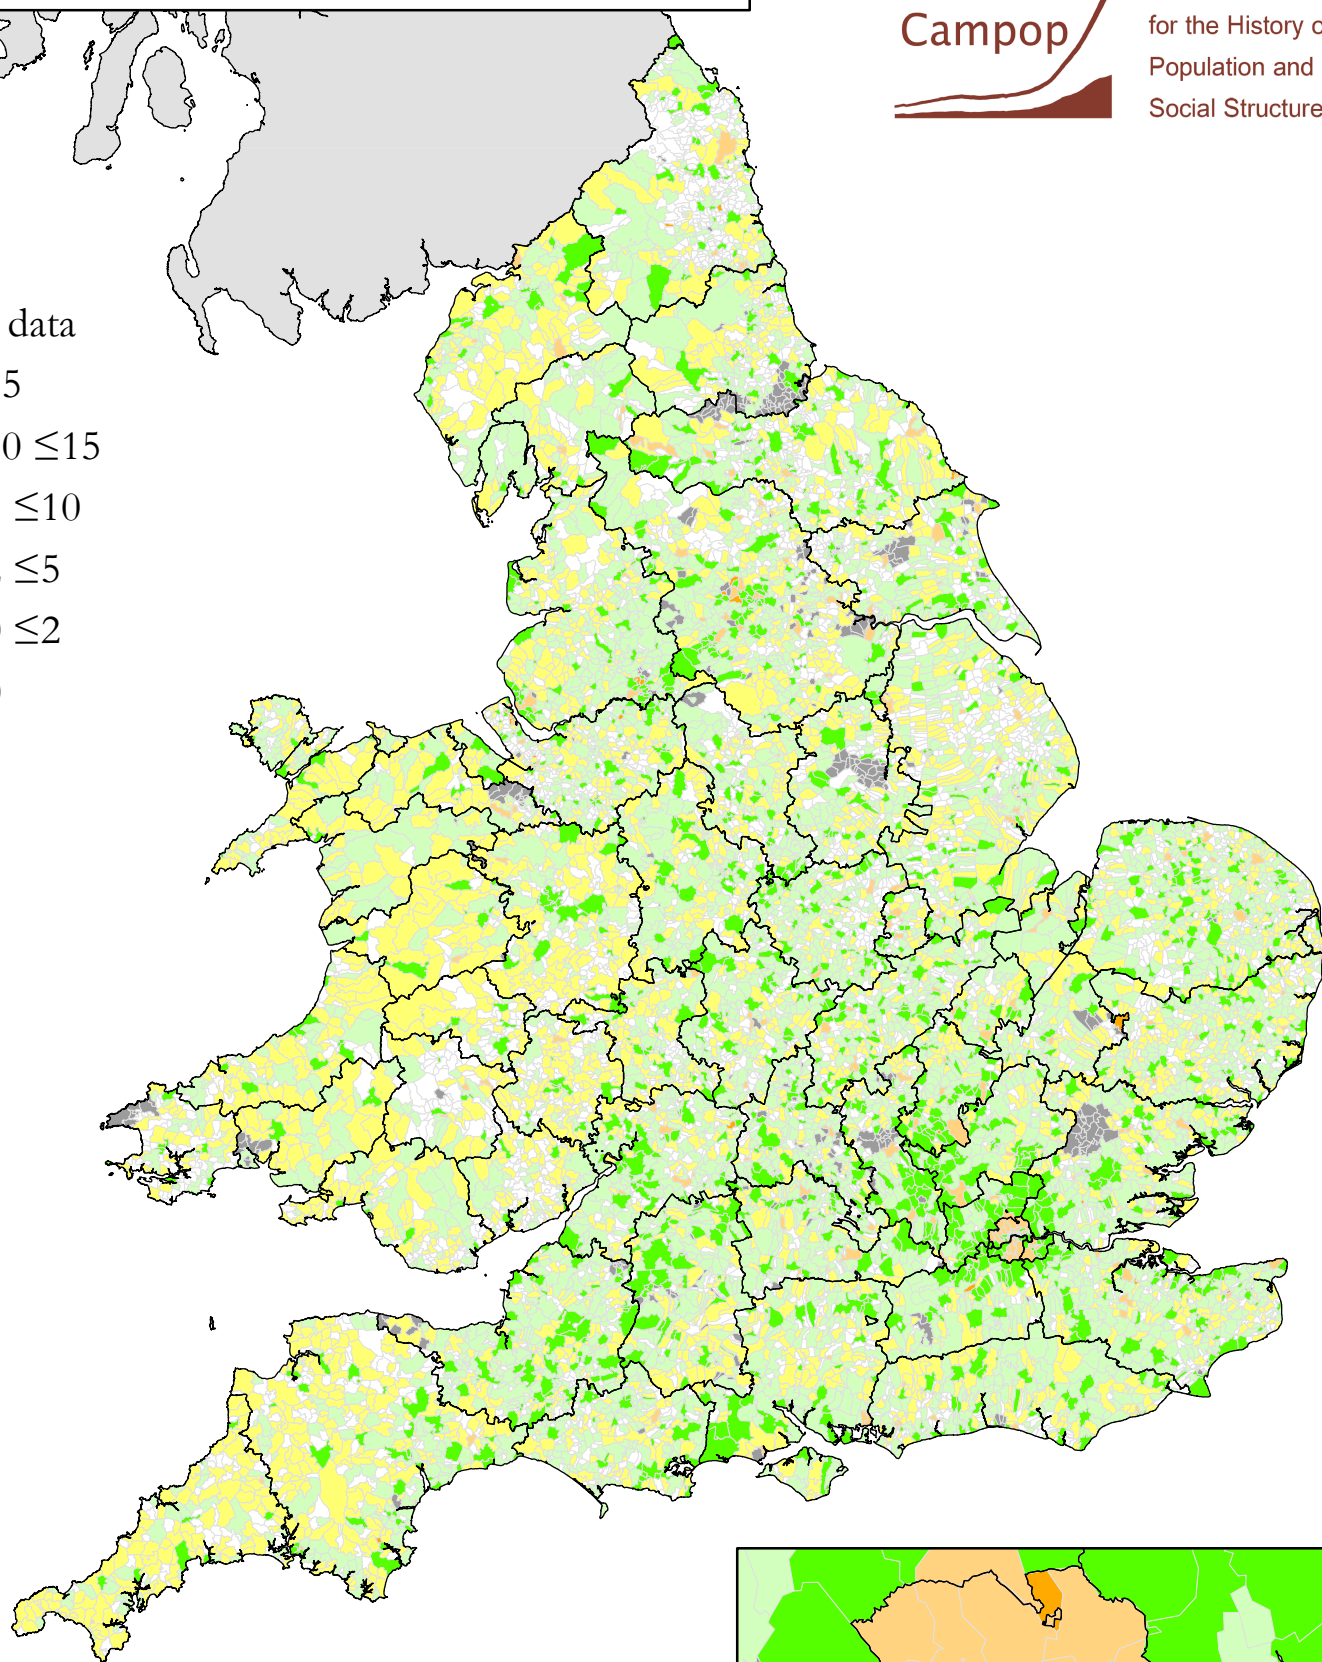 Campop
for the History o
Population and
Social Structure
data
5
0 ≤15
≤10
≤5
≤2